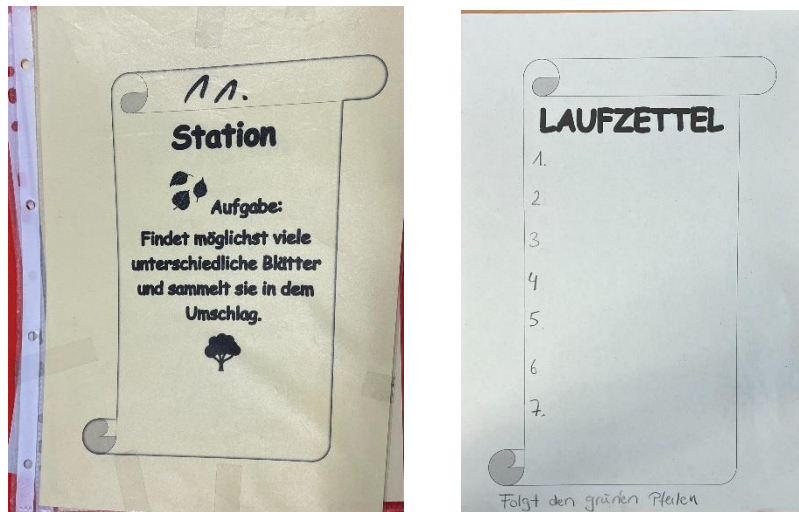 11.
Station
Aufgabe:
Findet möglichst viele
unterschiedliche Blätter
und sammelt sie in dem
Umschlag.
LAUFZETTEL
1.
2
3
4
5.
6
7.
Folgt den grünen Pfeilen